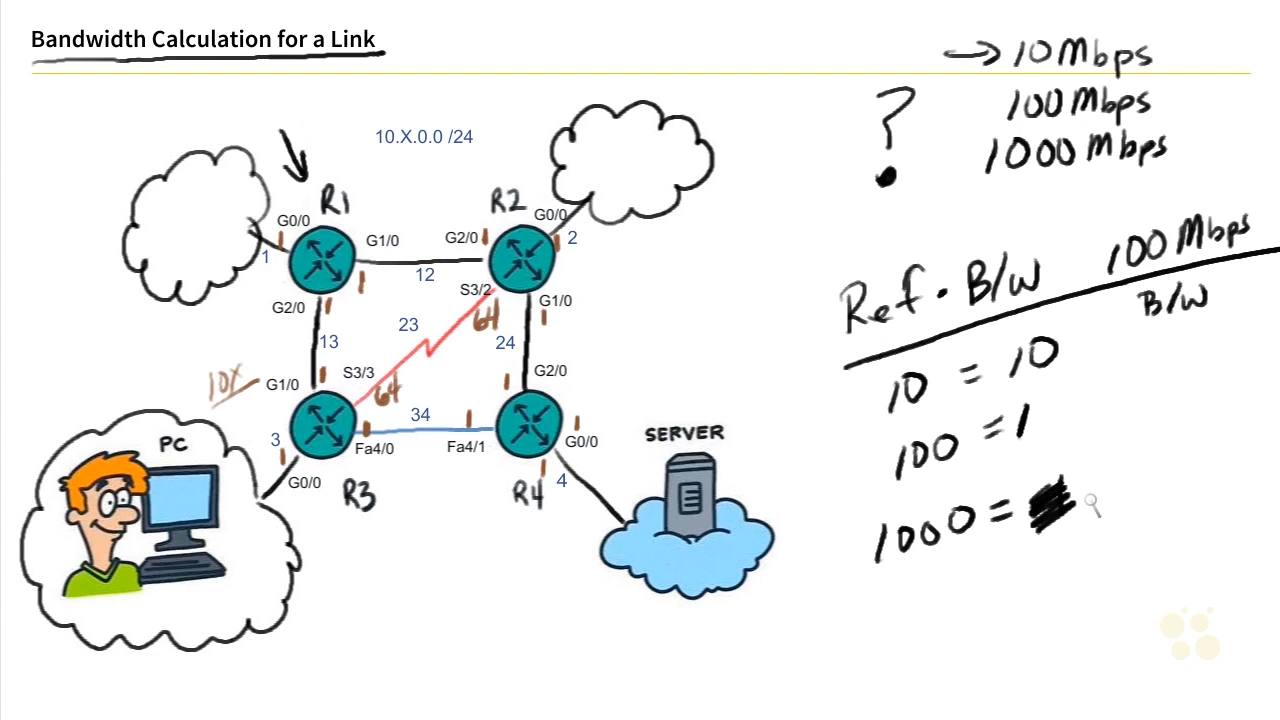 Bandwidth Calculation for a Link
→ 10 Mbps
100 Mbps
1000 Mbps
?
10.X.0.0 /24
R1
R2
G0/0
G0/0
G1/0
G2/0
1
2
12
G2/0
S3/2
G1/0
64
23
13
24
S3/3
G2/0
10x
G1/0
64
34
3
Fa4/0
Fa4/1
G0/0
PC
SERVER
G0/0
R3
R4
4
Ref. B/W 100 Mbps
B/W
10 = 10
100 = 1
1000 =